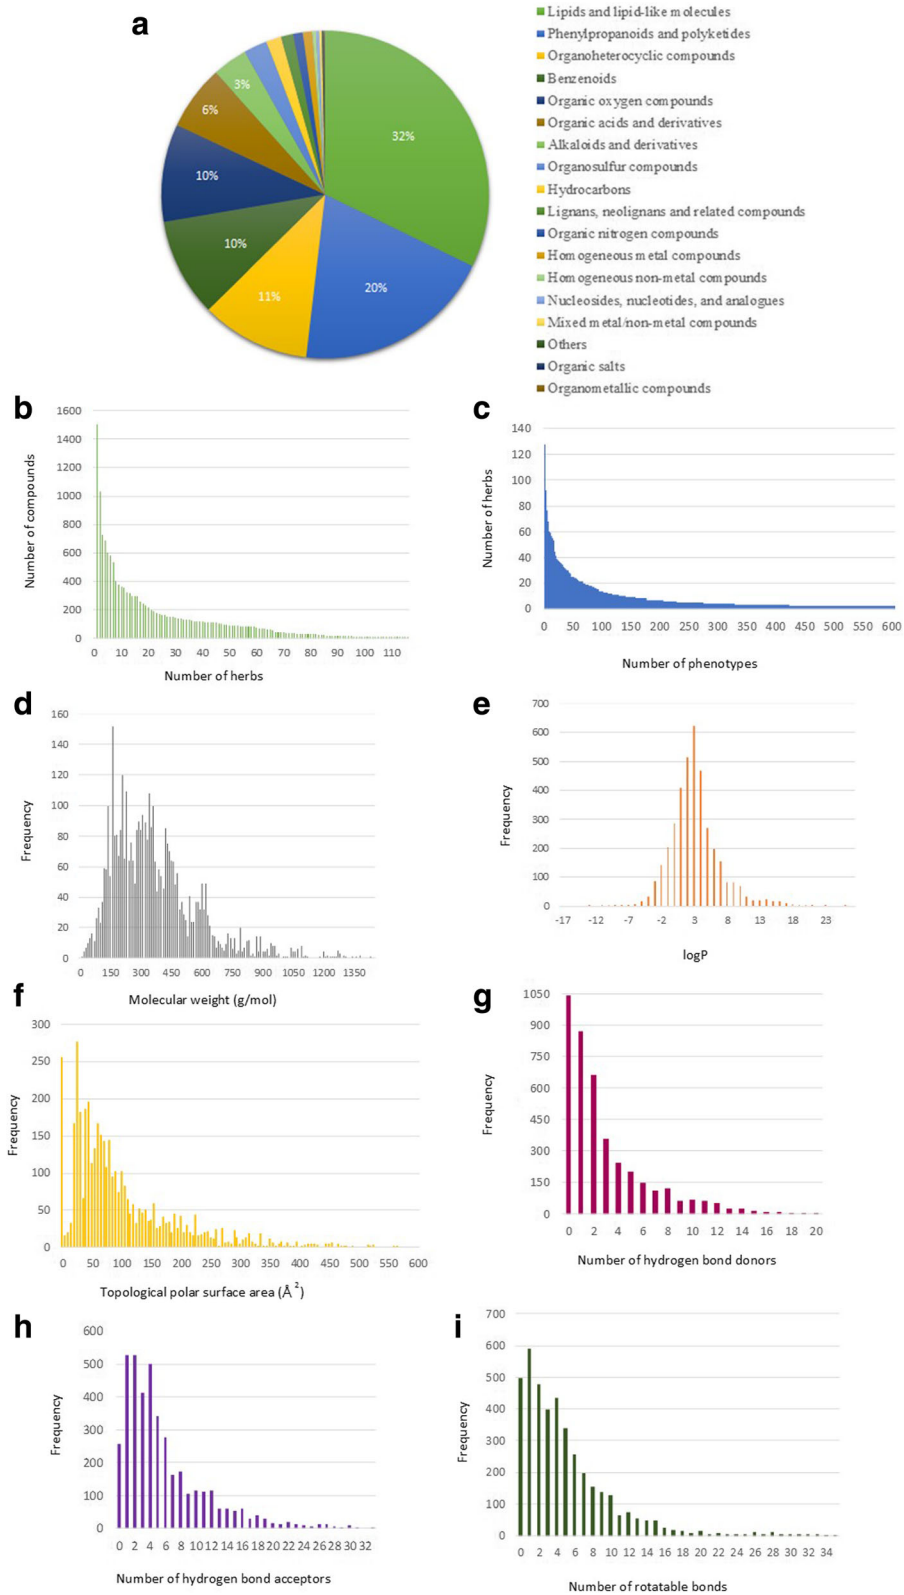 a
Lipids and lipid-like molecules
Phenylpropanoids and polyketides
Organoheterocyclic compounds
Benzenoids
Organic oxygen compounds
Organic acids and derivatives
Alkaloids and derivatives
Organosulfur compounds
Hydrocarbons
Lignans, neolignans and related compounds
Organic nitrogen compounds
Homogeneous metal compounds
Homogeneous non-metal compounds
Nucleosides, nucleotides, and analogues
Mixed metal/non-metal compounds
Others
Organic salts
Organometallic compounds
32%
20%
11%
10%
10%
6%
3%
b
Number of compounds
1600
1400
1200
1000
800
600
400
200
0
0 10 20 30 40 50 60 70 80 90 100 110
Number of herbs
c
Number of herbs
140
120
100
80
60
40
20
0
0 50 100 150 200 250 300 350 400 450 500 550 600
Number of phenotypes
d
Frequency
160
140
120
100
80
60
40
20
0
0 150 300 450 600 750 900 1050 1200 1350
Molecular weight (g/mol)
e
Frequency
700
600
500
400
300
200
100
0
-17 -12 -7 -2 3 8 13 18 23
logP
f
Frequency
300
250
200
150
100
50
0
0 50 100 150 200 250 300 350 400 450 500 550 600
Topological polar surface area (Å²)
g
Frequency
1050
900
750
600
450
300
150
0
0 2 4 6 8 10 12 14 16 18 20
Number of hydrogen bond donors
h
Frequency
600
500
400
300
200
100
0
0 2 4 6 8 10 12 14 16 18 20 22 24 26 28 30 32
Number of hydrogen bond acceptors
i
Frequency
700
600
500
400
300
200
100
0
0 2 4 6 8 10 12 14 16 18 20 22 24 26 28 30 32 34
Number of rotatable bonds